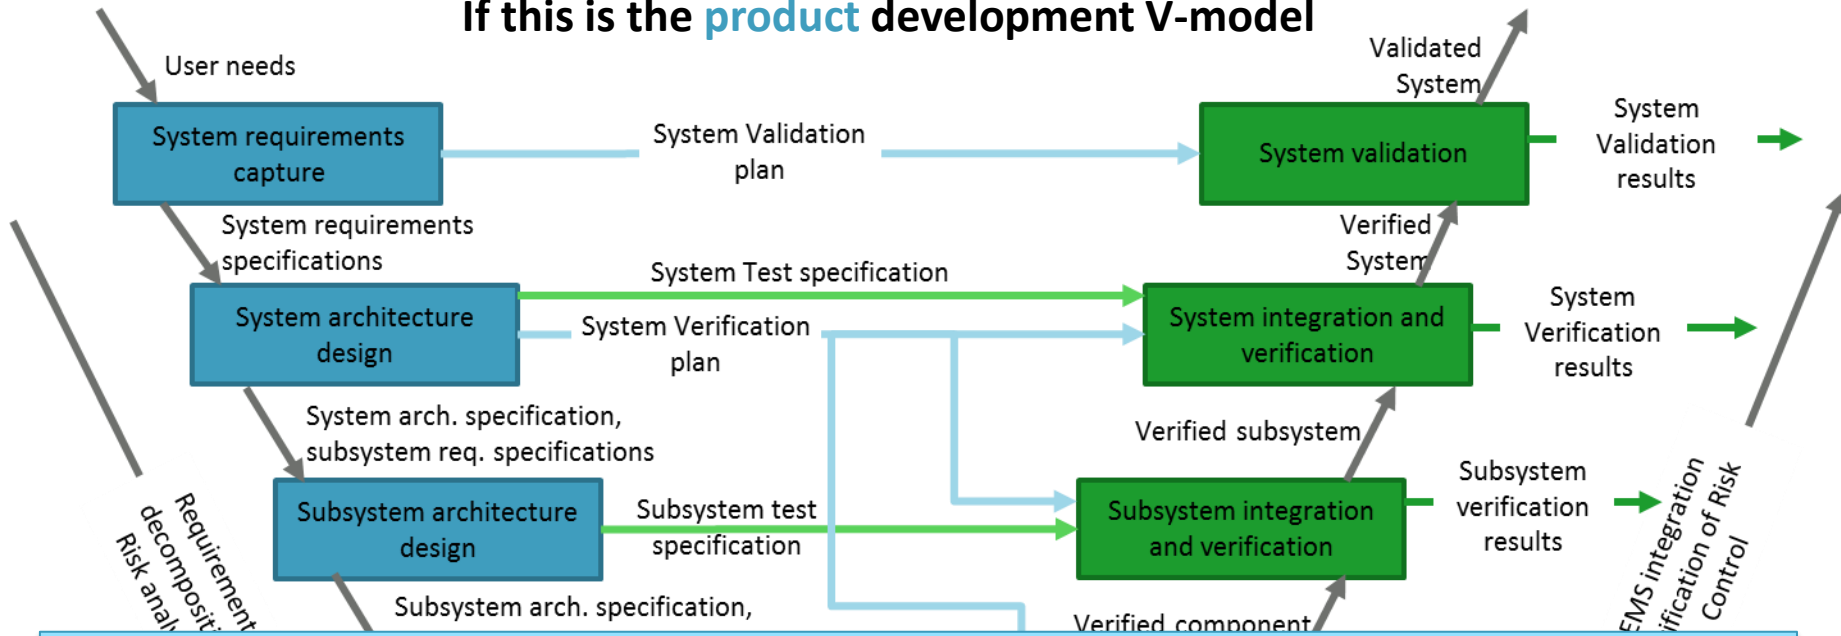 If this is the product development V-model
User needs
Validated
System
System requirements
capture
System Validation
plan
System validation
System
Validation
results
System requirements
specifications
Verified
System
System architecture
design
System Test specification
System Verification
plan
System integration and
verification
System
Verification
results
System arch. specification,
subsystem req. specifications
Verified subsystem
Subsystem architecture
design
Subsystem test
specification
Subsystem integration
and verification
Subsystem
verification
results
Requirement
Subsystem arch. specification,
Verified component
integration
of Risk
Control
Risk